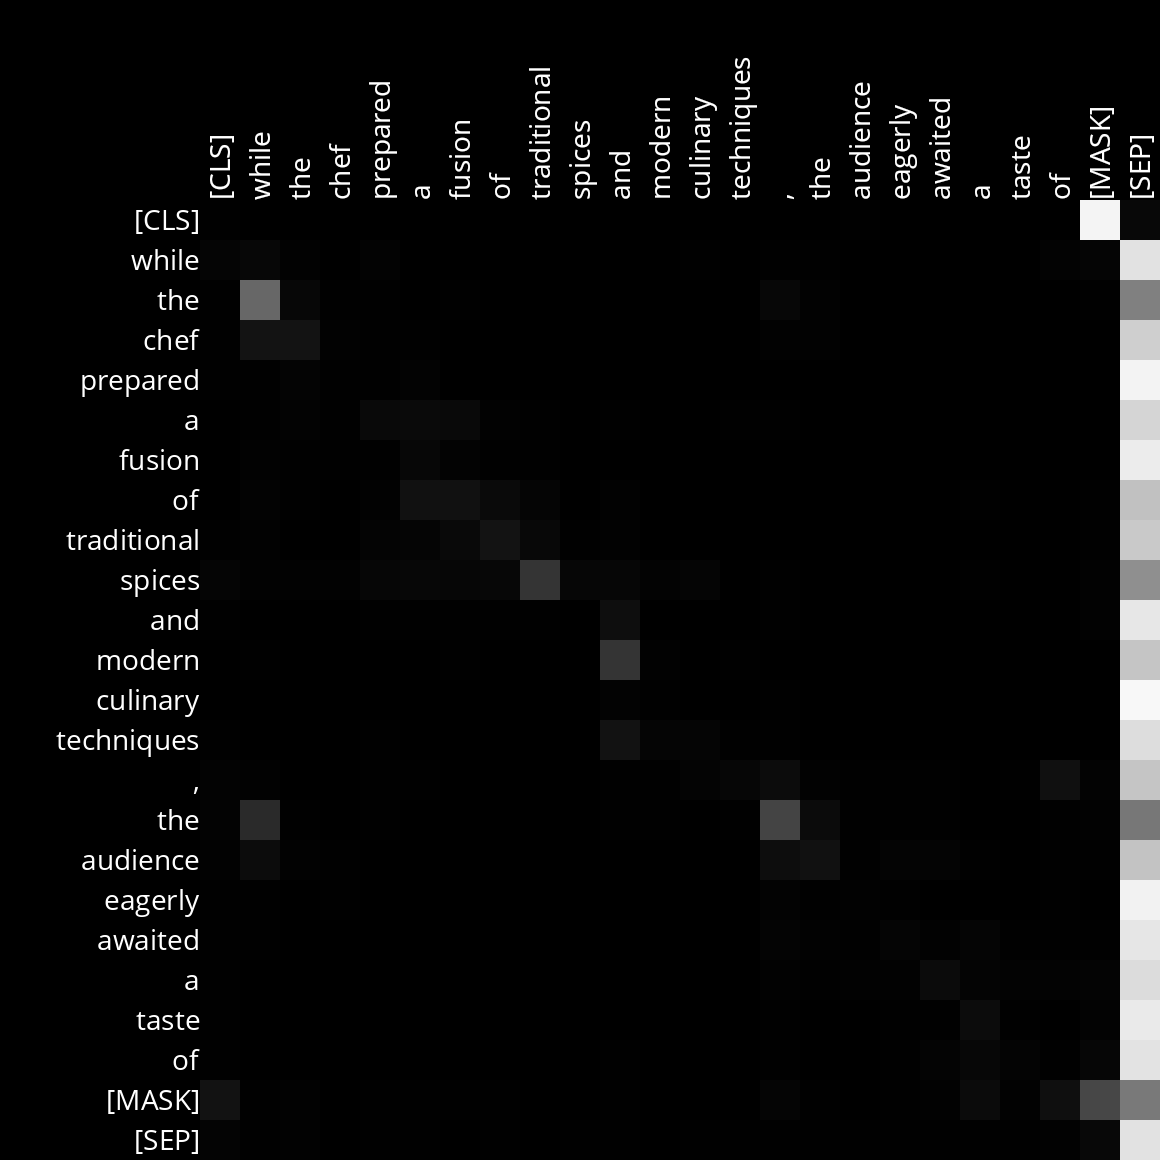 [CLS] while the chef prepared a fusion of traditional spices and modern culinary techniques , the audience eagerly awaited a taste of [MASK] [SEP]
[CLS]
while
the
chef
prepared
a
fusion
of
traditional
spices
and
modern
culinary
techniques
,
the
audience
eagerly
awaited
a
taste
of
[MASK]
[SEP]